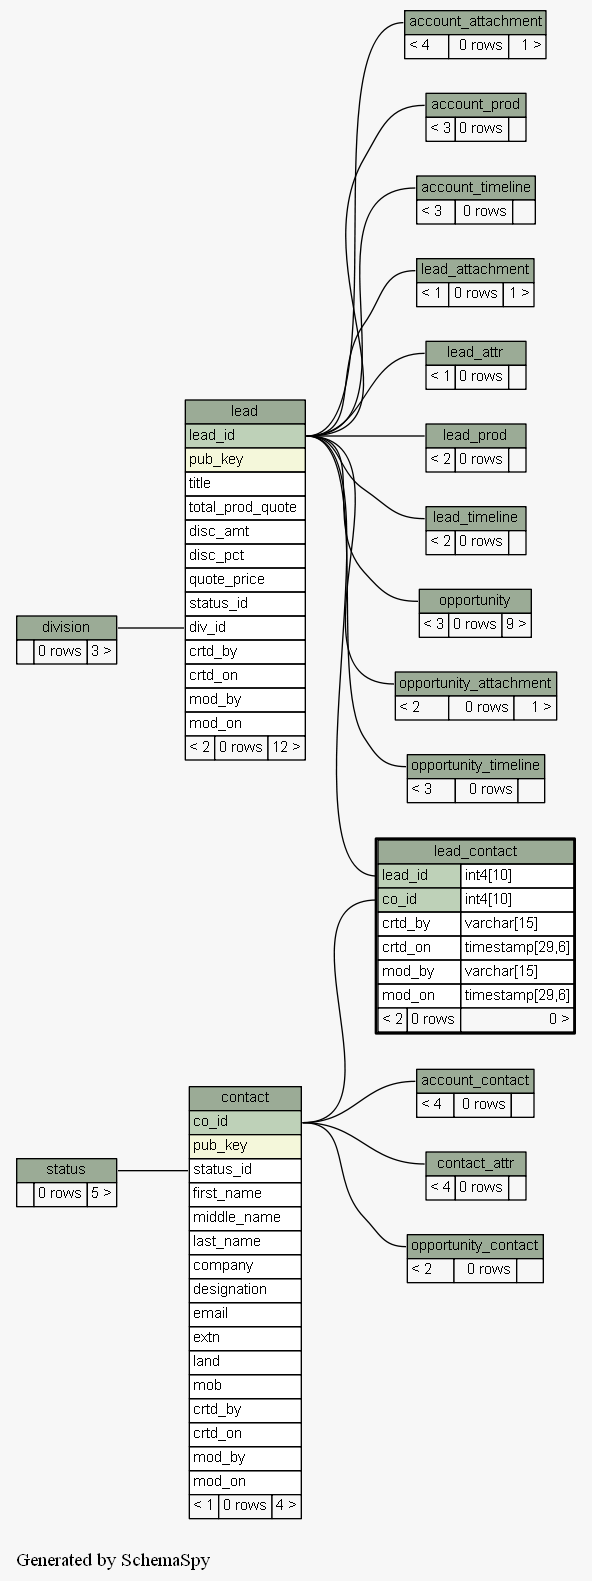 account_attachment
< 4 0 rows 1 >
account_prod
< 3 0 rows
account_timeline
< 3 0 rows
lead_attachment
< 1 0 rows 1 >
lead_attr
< 1 0 rows
lead
lead_id
pub_key
title
total_prod_quote
disc_amt
disc_pct
quote_price
status_id
div_id
crtd_by
crtd_on
mod_by
mod_on
< 2 0 rows 12 >
lead_prod
< 2 0 rows
lead_timeline
< 2 0 rows
opportunity
< 3 0 rows 9 >
division
0 rows 3 >
opportunity_attachment
< 2 0 rows 1 >
opportunity_timeline
< 3 0 rows
lead_contact
lead_id int4[10]
co_id int4[10]
crtd_by varchar[15]
crtd_on timestamp[29,6]
mod_by varchar[15]
mod_on timestamp[29,6]
< 2 0 rows 0 >
account_contact
< 4 0 rows
contact
co_id
pub_key
status_id
first_name
middle_name
last_name
company
designation
email
extn
land
mob
crtd_by
crtd_on
mod_by
mod_on
< 1 0 rows 4 >
contact_attr
< 4 0 rows
status
0 rows 5 >
opportunity_contact
< 2 0 rows
Generated by SchemaSpy